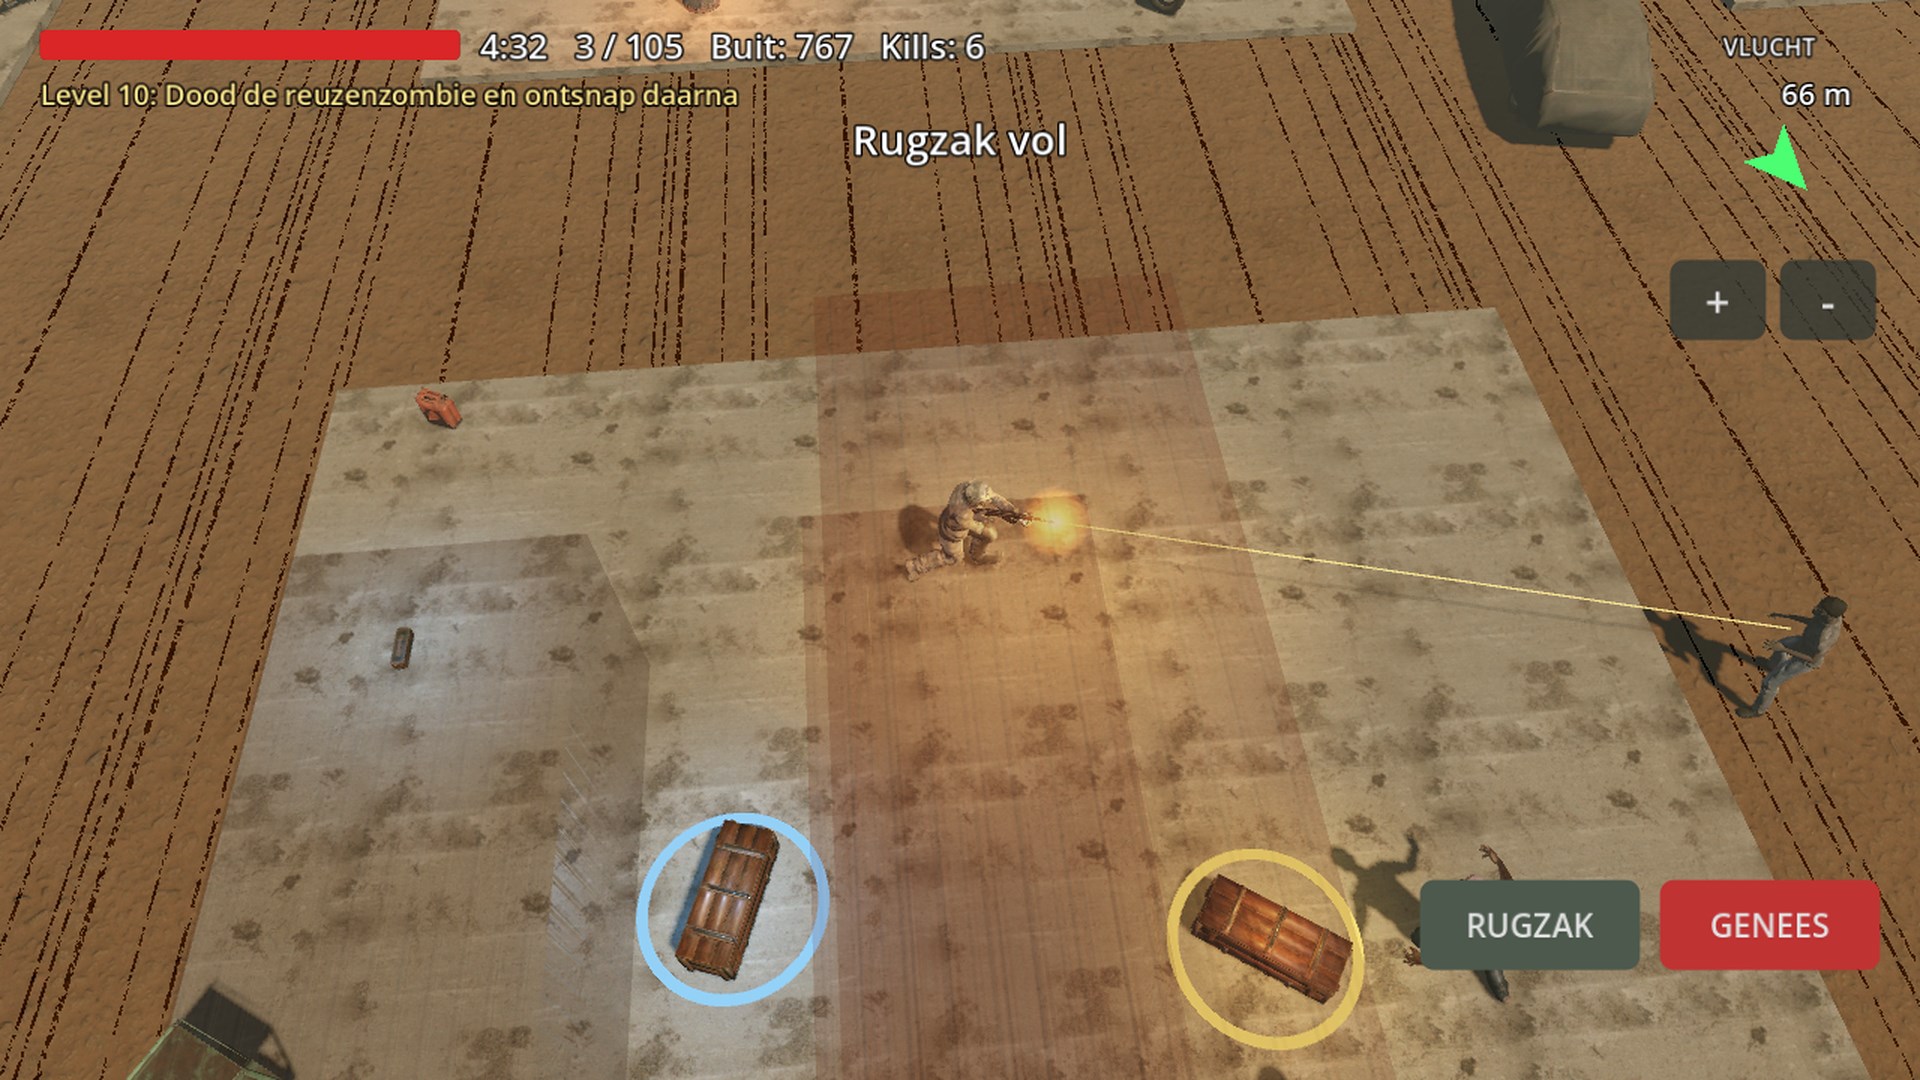 4:32 3 / 105 Buit: 767 Kills: 6
Level 10: Dood de reuzenzombie en ontsnap daarna
Rugzak vol
VLUCHT
66 m
+ -
RUGZAK GENEES